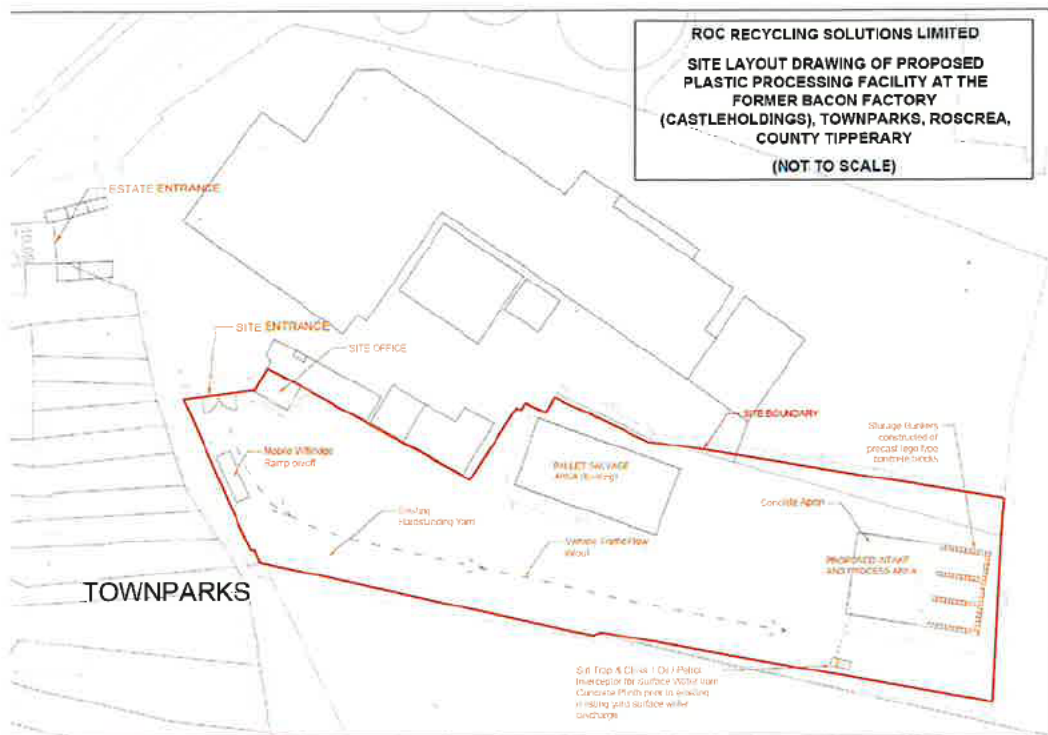 ROC RECYCLING SOLUTIONS LIMITED
SITE LAYOUT DRAWING OF PROPOSED
PLASTIC PROCESSING FACILITY AT THE
FORMER BACON FACTORY
(CASTLEHOLDINGS), TOWNPARKS, ROSCREA,
COUNTY TIPPERARY
(NOT TO SCALE)
ESTATE ENTRANCE
SITE ENTRANCE
SITE OFFICE
SITE BOUNDARY
Storage Bunkers
constructed of
precast lego type
concrete blocks
Mobile
Ramp on/off
PALLET SALVAGE
AREA
Concrete Apron
Existing
Hardstanding Yard
Vehicle Traffic Flow
In/out
PROPOSED INTAKE
AND PROCESS AREA
TOWNPARKS
Silt Trap & Class 1 Oil / Petrol
Interceptor for Surface Water from
Concrete Plinth prior to
existing yard surface water
discharge